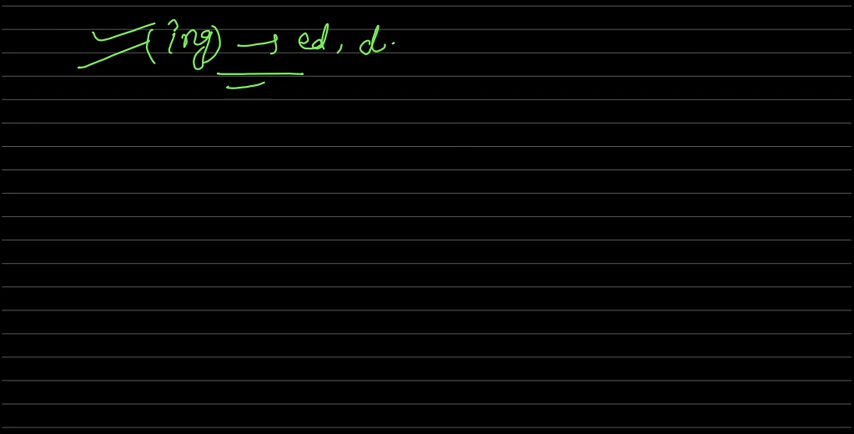 (ing) → ed, d.